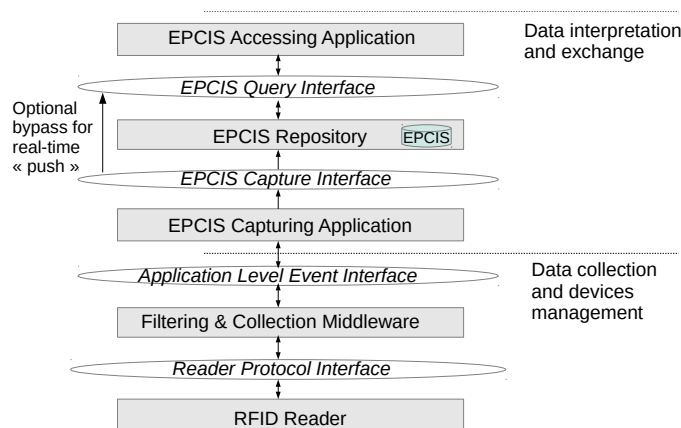 EPCIS Accessing Application
Data interpretation
and exchange
EPCIS Query Interface
Optional
bypass for
real-time
« push »
EPCIS Repository
EPCIS
EPCIS Capture Interface
EPCIS Capturing Application
Application Level Event Interface
Data collection
and devices
management
Filtering & Collection Middleware
Reader Protocol Interface
RFID Reader